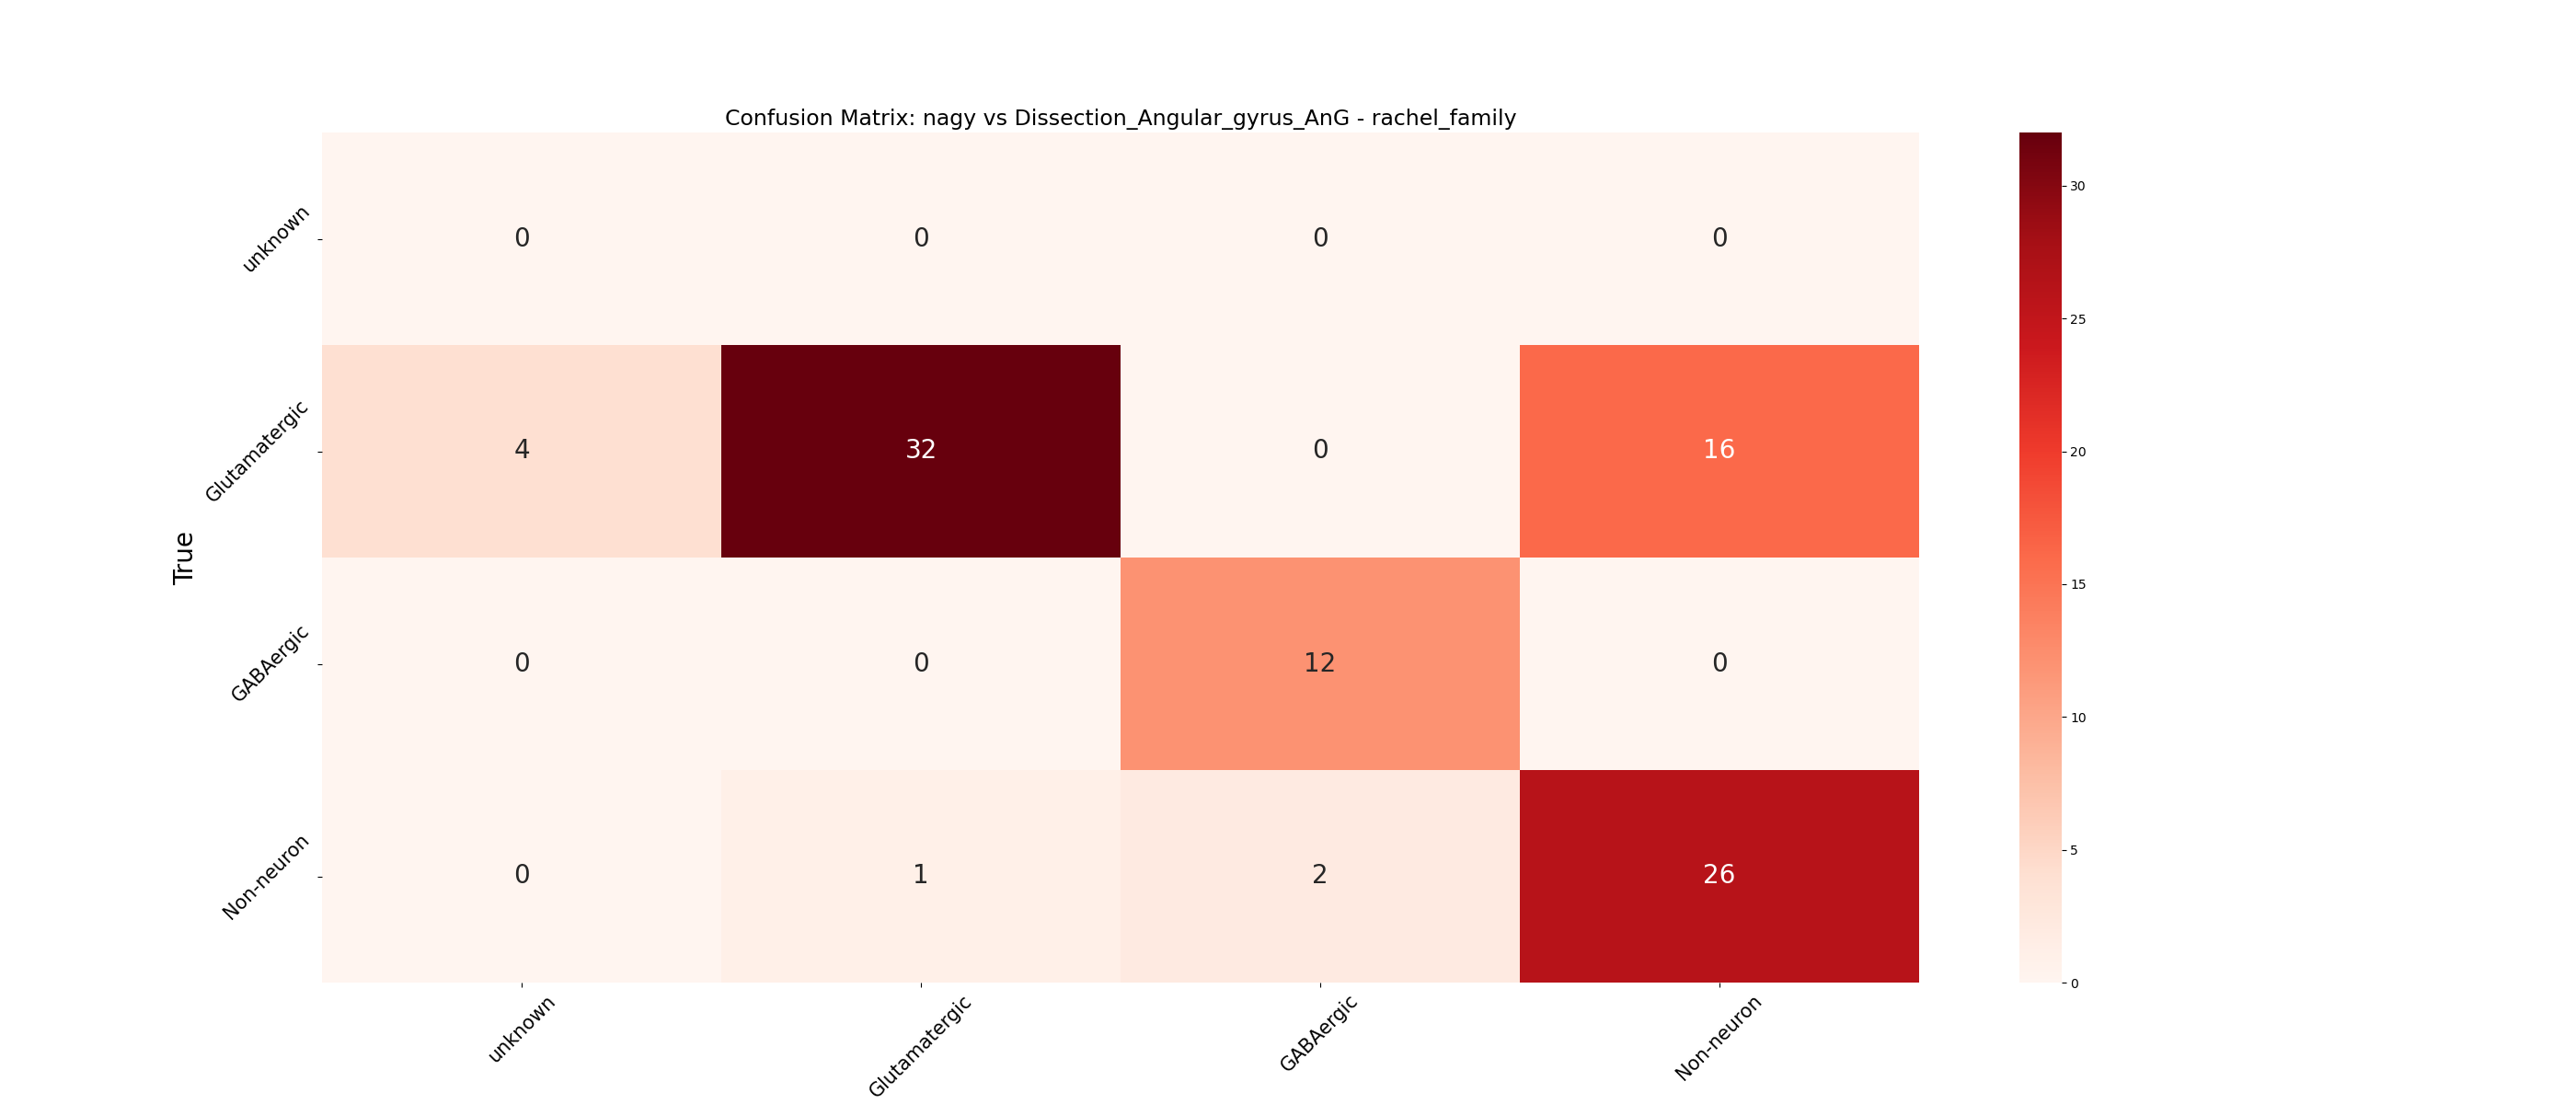 Confusion Matrix: nagy vs Dissection_Angular_gyrus_AnG - rachel_family
True
unknown 0 0 0 0
Glutamatergic 4 32 0 16
GABAergic 0 0 12 0
Non-neuron 0 1 2 26
unknown Glutamatergic GABAergic Non-neuron
30
25
20
15
10
5
0